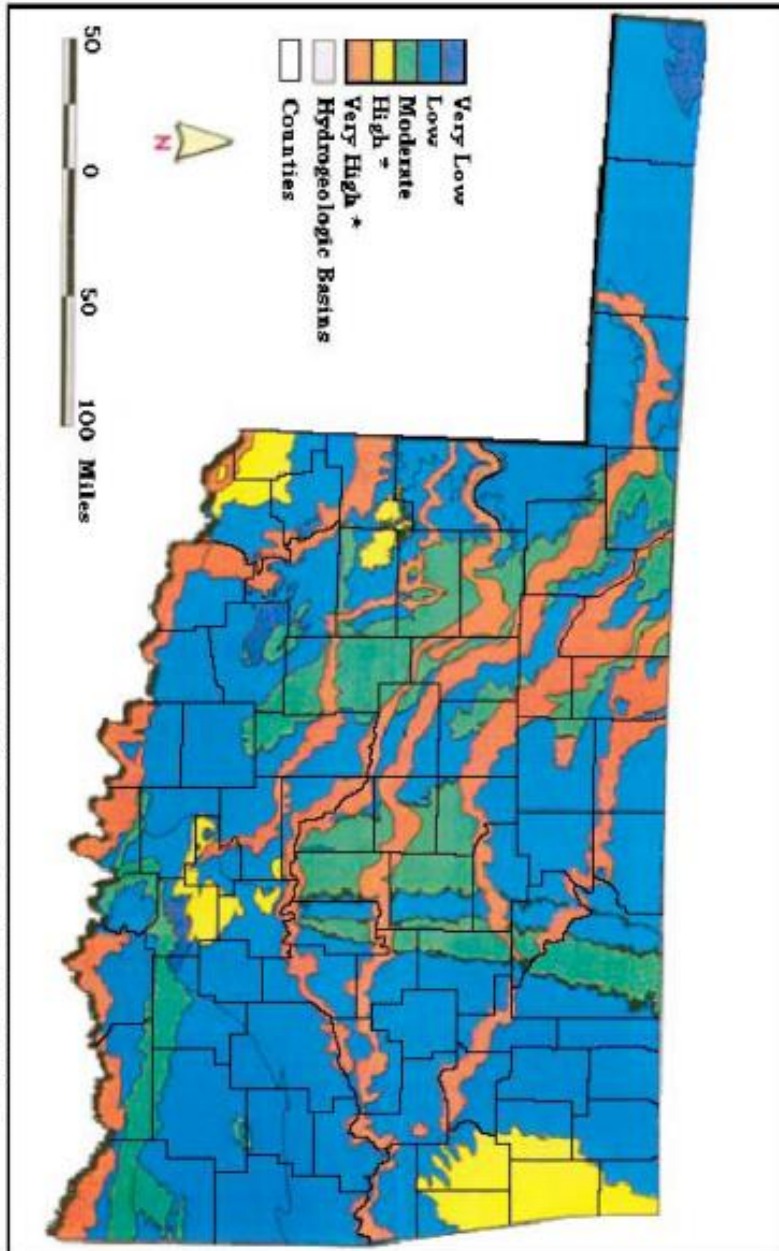 Very Low
Low
Moderate
High *
Very High *
Hydrogeologic Basins
Counties
N
50 0 50 100 Miles